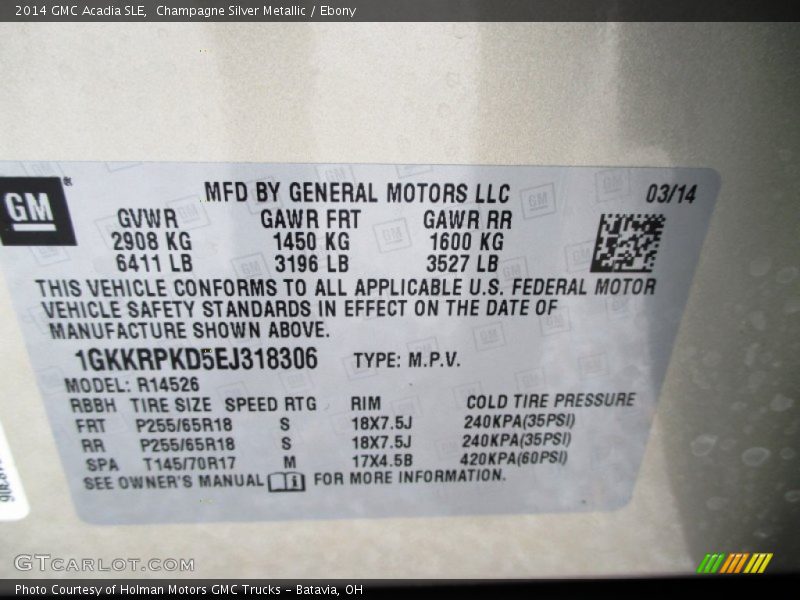 2014 GMC Acadia SLE,  Champagne Silver Metallic / Ebony
GM
MFD BY GENERAL MOTORS LLC 03/14
GVWR GAWR FRT GAWR RR
2908 KG 1450 KG 1600 KG
6411 LB 3196 LB 3527 LB
THIS VEHICLE CONFORMS TO ALL APPLICABLE U.S. FEDERAL MOTOR
VEHICLE SAFETY STANDARDS IN EFFECT ON THE DATE OF
MANUFACTURE SHOWN ABOVE.
1GKKRPKD5EJ318306 TYPE: M.P.V.
MODEL: R14526
RBBH TIRE SIZE SPEED RTG RIM COLD TIRE PRESSURE
FRT P255/65R18 S 18X7.5J 240KPA(35PSI)
RR P255/65R18 S 18X7.5J 240KPA(35PSI)
SPA T145/70R17 M 17X4.5B 420KPA(60PSI)
SEE OWNER'S MANUAL FOR MORE INFORMATION.
GTCARLOT.COM
Photo Courtesy of Holman Motors GMC Trucks - Batavia, OH